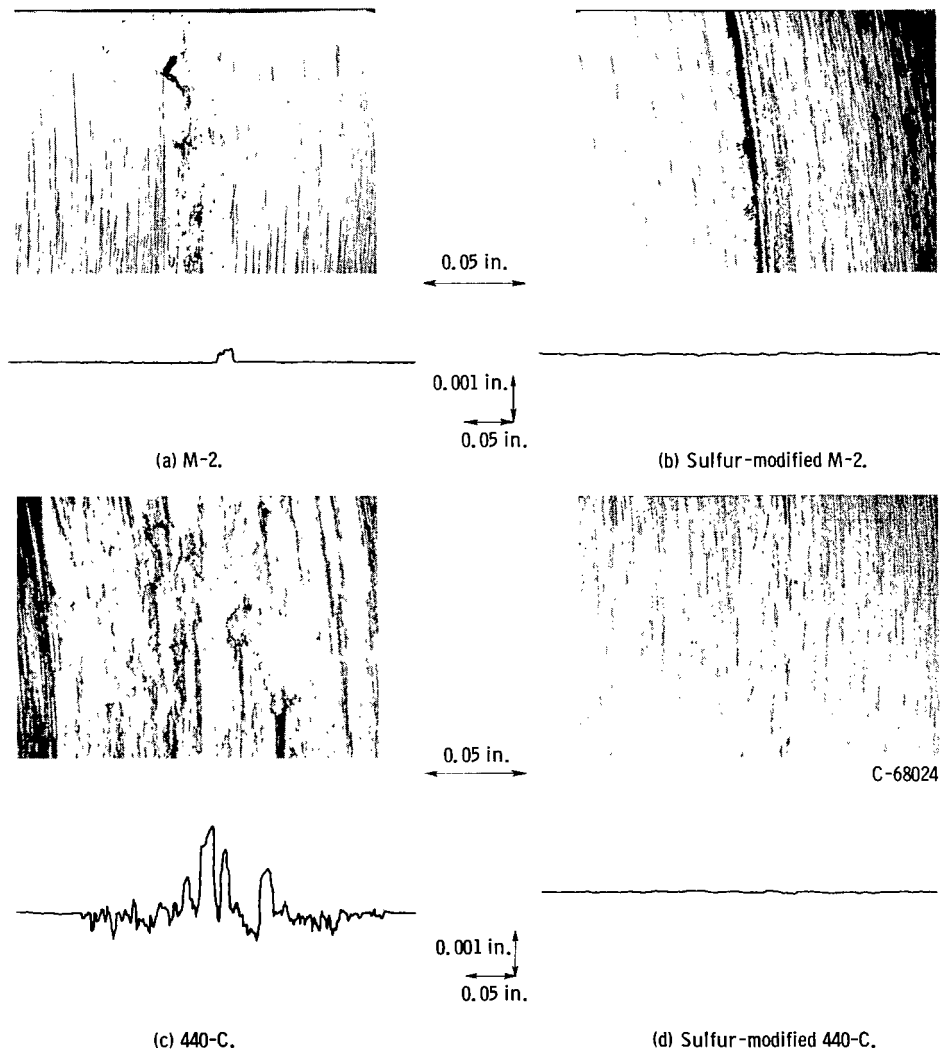 0.05 in.
0.001 in.
0.05 in.
(a) M-2.
(b) Sulfur-modified M-2.
0.05 in.
C-68024
0.001 in.
0.05 in.
(c) 440-C.
(d) Sulfur-modified 440-C.